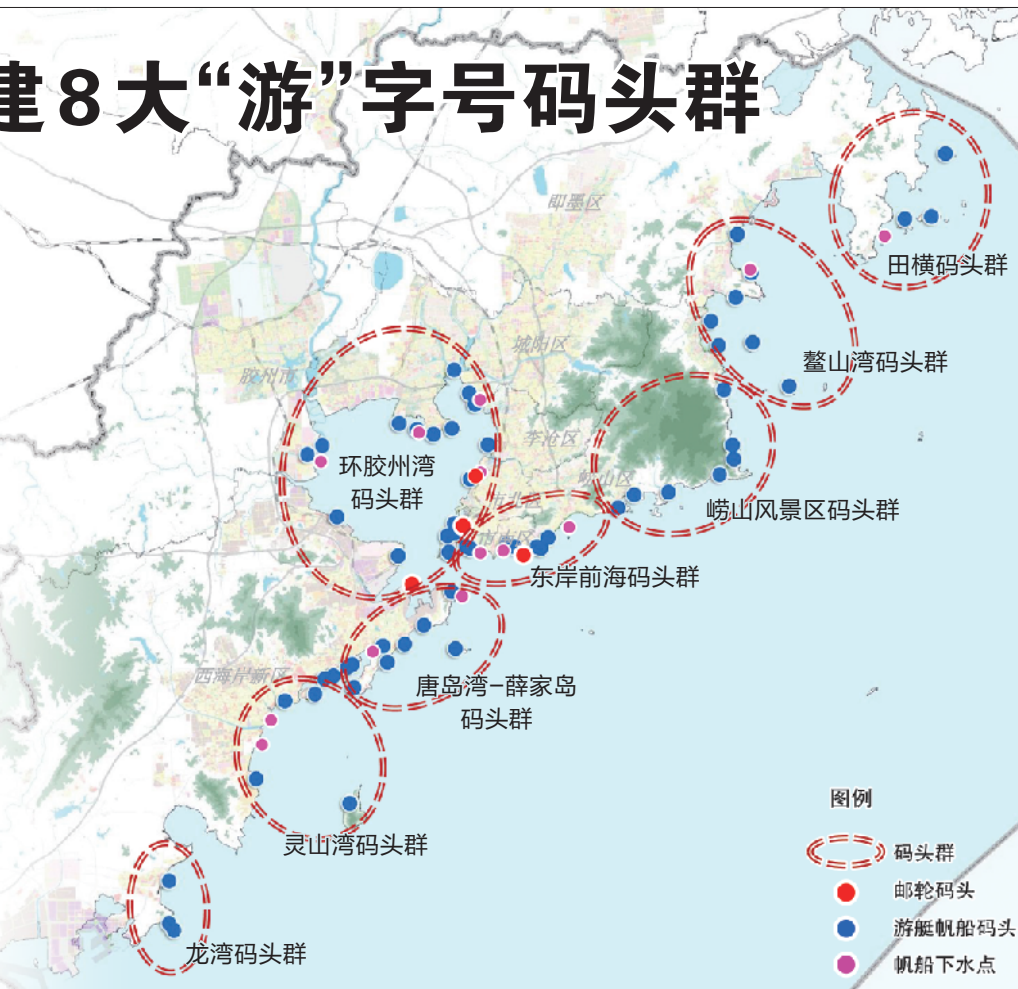 建8大“游”字号码头群
即墨区
田横码头群
城阳区
鳌山湾码头群
胶州市
李沧区
环胶州湾
码头群
崂山区
市北区
崂山风景区码头群
市南区
东岸前海码头群
西海岸新区
唐岛湾–薛家岛
码头群
灵山湾码头群
龙湾码头群
图例
码头群
邮轮码头
游艇帆船码头
帆船下水点